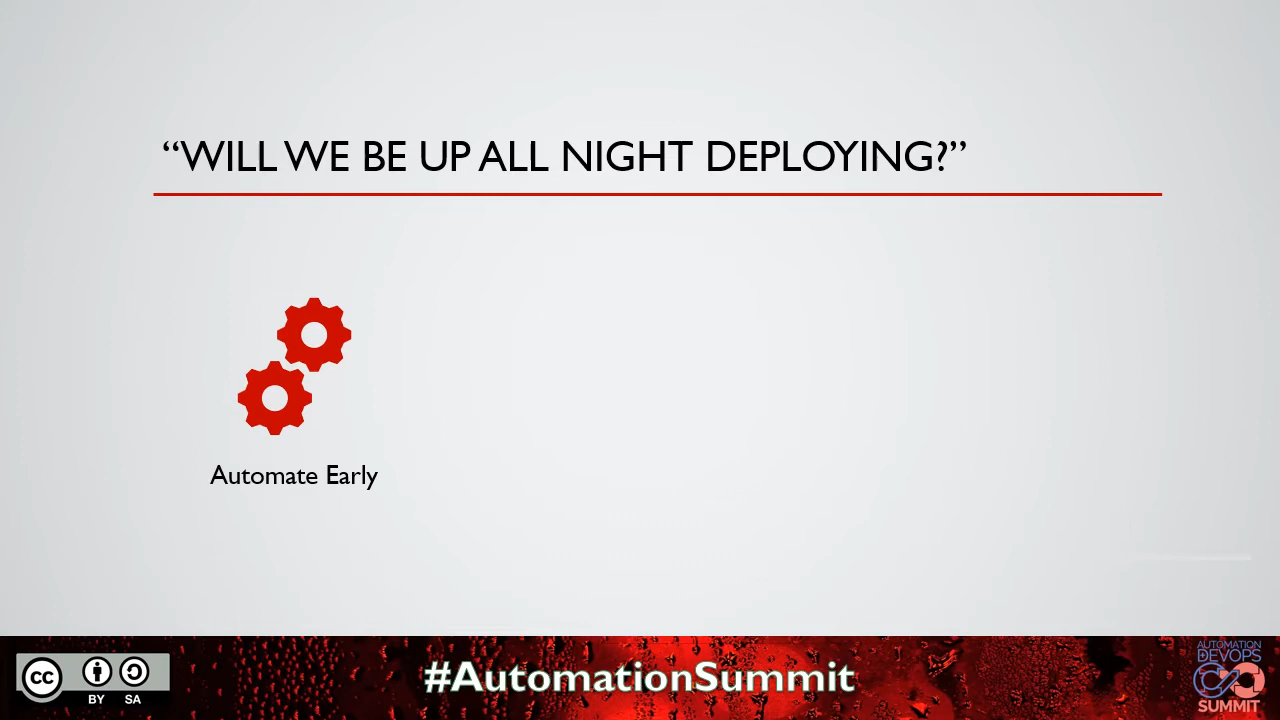 “WILL WE BE UP ALL NIGHT DEPLOYING?”
Automate Early
cc
BY SA
#AutomationSummit
AUTOMATION
DEVOPS
SUMMIT